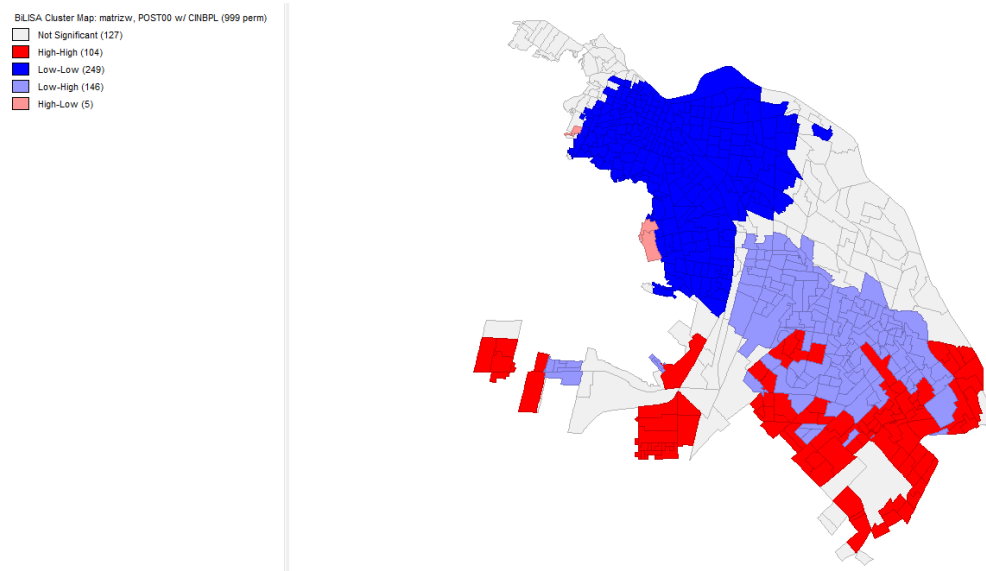 BiLISA Cluster Map: matrizw, POST00 w/ CINBPL (999 perm)
Not Significant (127)
High-High (104)
Low-Low (249)
Low-High (146)
High-Low (5)